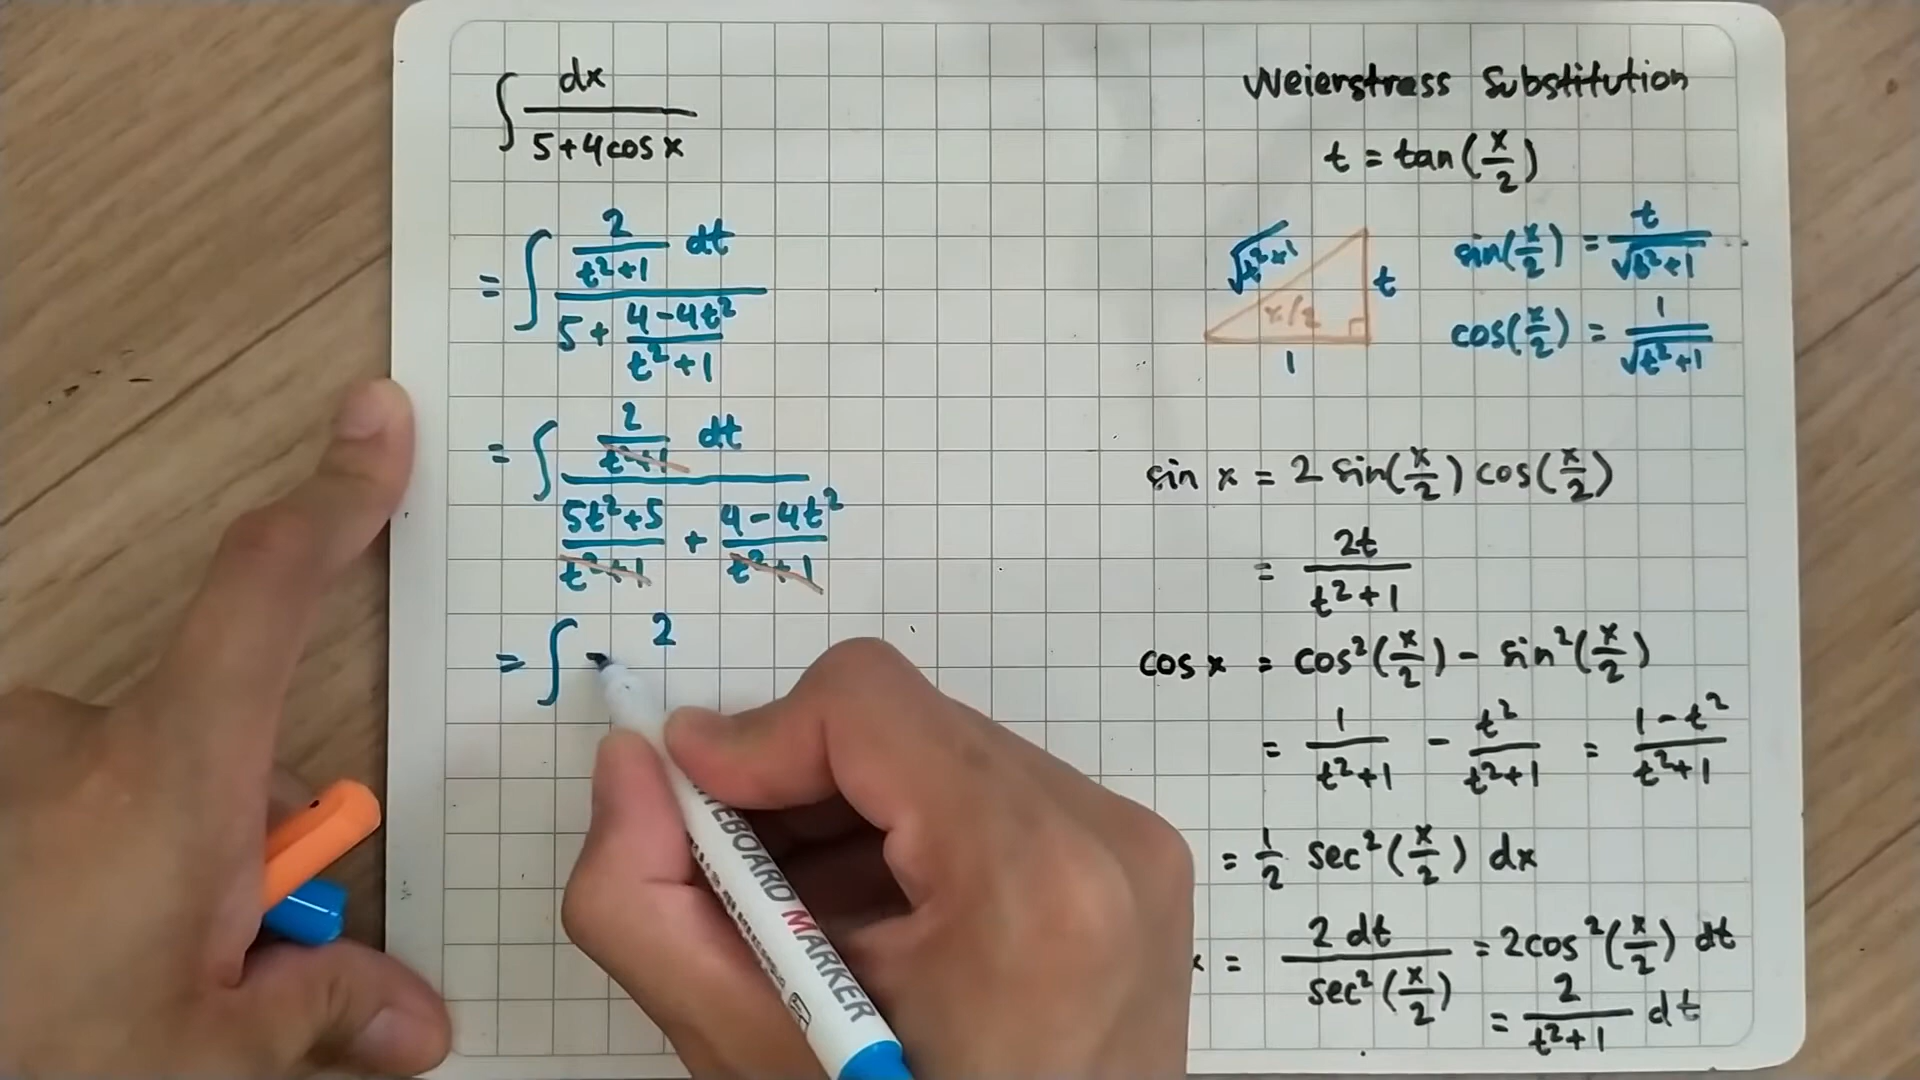 ∫ dx / (5+4cos x)
= ∫ (2/(t²+1) dt) / (5 + (4-4t²)/(t²+1))
= ∫ (2/(t²+1) dt) / ((5t²+5)/(t²+1) + (4-4t²)/(t²+1))
= ∫ 2
Weierstrass Substitution
t = tan(x/2)
√t²+1
t
x/2
1
sin(x/2) = t/√t²+1
cos(x/2) = 1/√t²+1
sin x = 2 sin(x/2) cos(x/2)
= 2t/(t²+1)
cos x = cos²(x/2) - sin²(x/2)
= 1/(t²+1) - t²/(t²+1) = (1-t²)/(t²+1)
= 1/2 sec²(x/2) dx
x = 2 dt / sec²(x/2) = 2cos²(x/2) dt
= 2/(t²+1) dt
MARKER